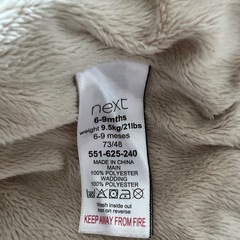 next
6-9mths
weight 9.5kg/21lbs
6-9 meses
73/48
551-625-240
MADE IN CHINA
MAIN
100% POLYESTER
WADDING
100% POLYESTER
wash inside out
iron on reverse
KEEP AWAY FROM FIRE